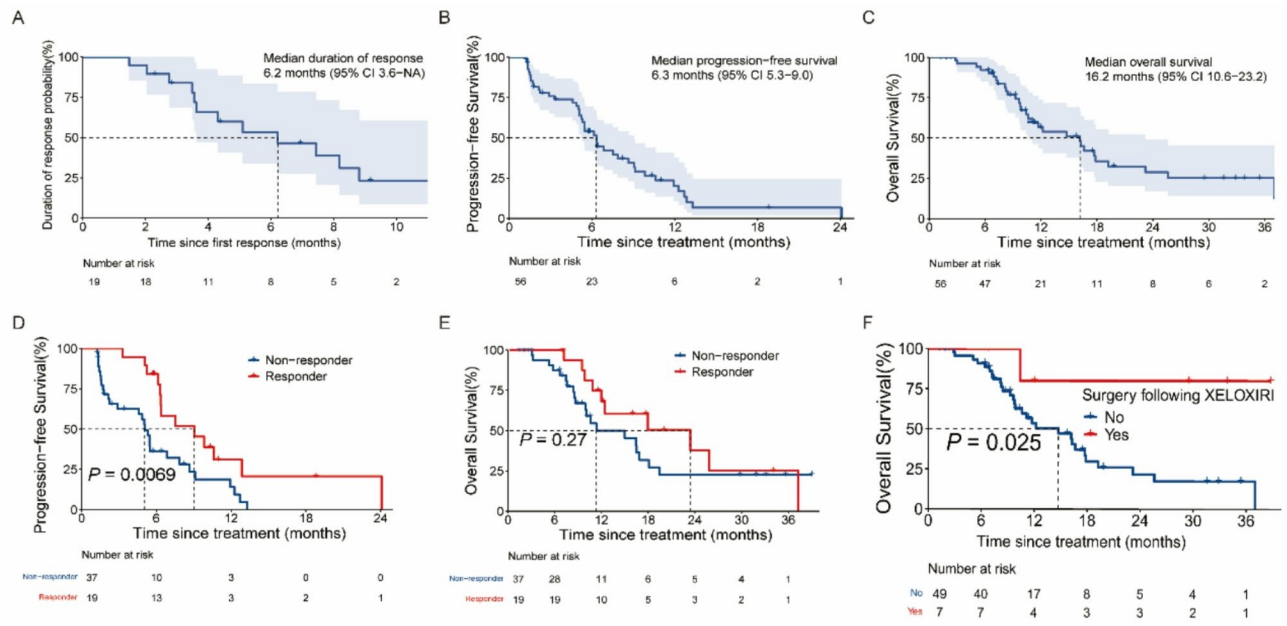 A
Duration of response probability(%)
100
75
50
25
0
Median duration of response
6.2 months (95% CI 3.6−NA)
0 2 4 6 8 10
Time since first response (months)
Number at risk
19 18 11 8 5 2
B
Progression−free Survival(%)
100
75
50
25
0
Median progression−free survival
6.3 months (95% CI 5.3−9.0)
0 6 12 18 24
Time since treatment (months)
Number at risk
56 23 6 2 1
C
Overall Survival(%)
100
75
50
25
0
Median overall survival
16.2 months (95% CI 10.6−23.2)
0 6 12 18 24 30 36
Time since treatment (months)
Number at risk
56 47 21 11 8 6 2
D
Progression−free Survival(%)
100
75
50
25
0
Non−responder
Responder
P = 0.0069
0 6 12 18 24
Time since treatment (months)
Number at risk
Non−responder 37 10 3 0 0
Responder 19 13 3 2 1
E
Overall Survival(%)
100
75
50
25
0
Non−responder
Responder
P = 0.27
0 6 12 18 24 30 36
Time since treatment (months)
Number at risk
Non−responder 37 28 11 6 5 4 1
Responder 19 19 10 5 3 2 1
F
Overall Survival(%)
100
75
50
25
0
Surgery following XELOXIRI
No
Yes
P = 0.025
0 6 12 18 24 30 36
Time since treatment (months)
Number at risk
No 49 40 17 8 5 4 1
Yes 7 7 4 3 3 2 1